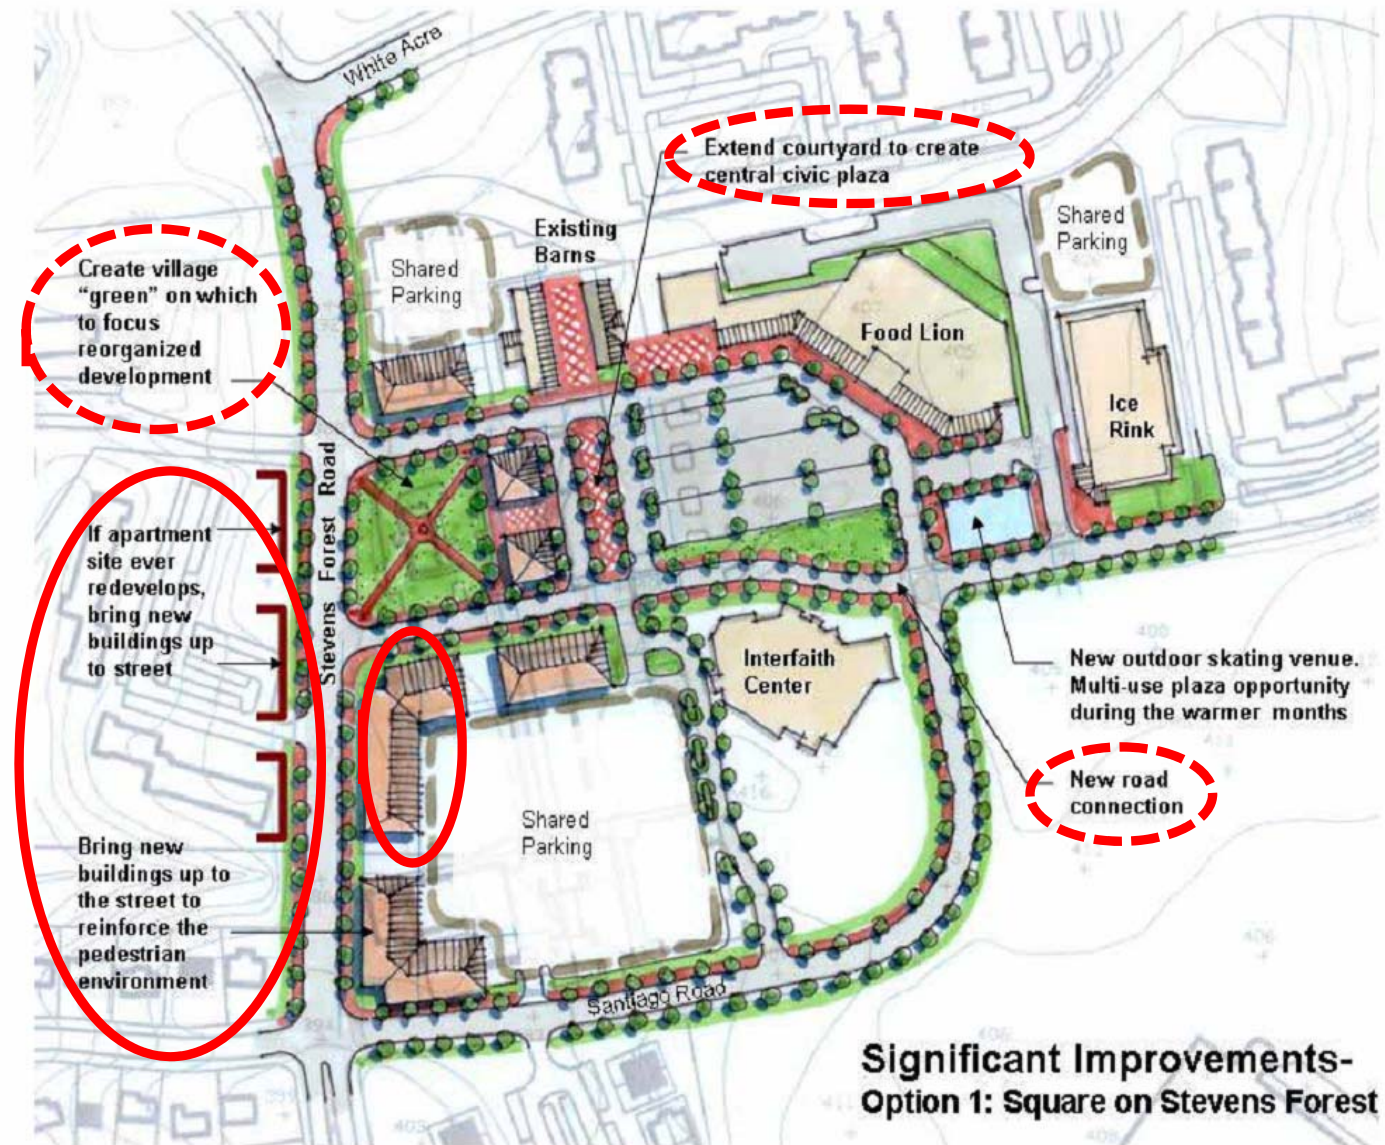 White Acre
Extend courtyard to create
central civic plaza
Existing
Barns
Shared
Parking
Shared
Parking
Create village
“green” on which
to focus
reorganized
development
Food Lion
Ice
Rink
Stevens Forest Road
If apartment
site ever
redevelops,
bring new
buildings up
to street
Interfaith
Center
New outdoor skating venue.
Multi-use plaza opportunity
during the warmer months
New road
connection
Shared
Parking
Bring new
buildings up to
the street to
reinforce the
pedestrian
environment
Santiago Road
Significant Improvements-
Option 1: Square on Stevens Forest